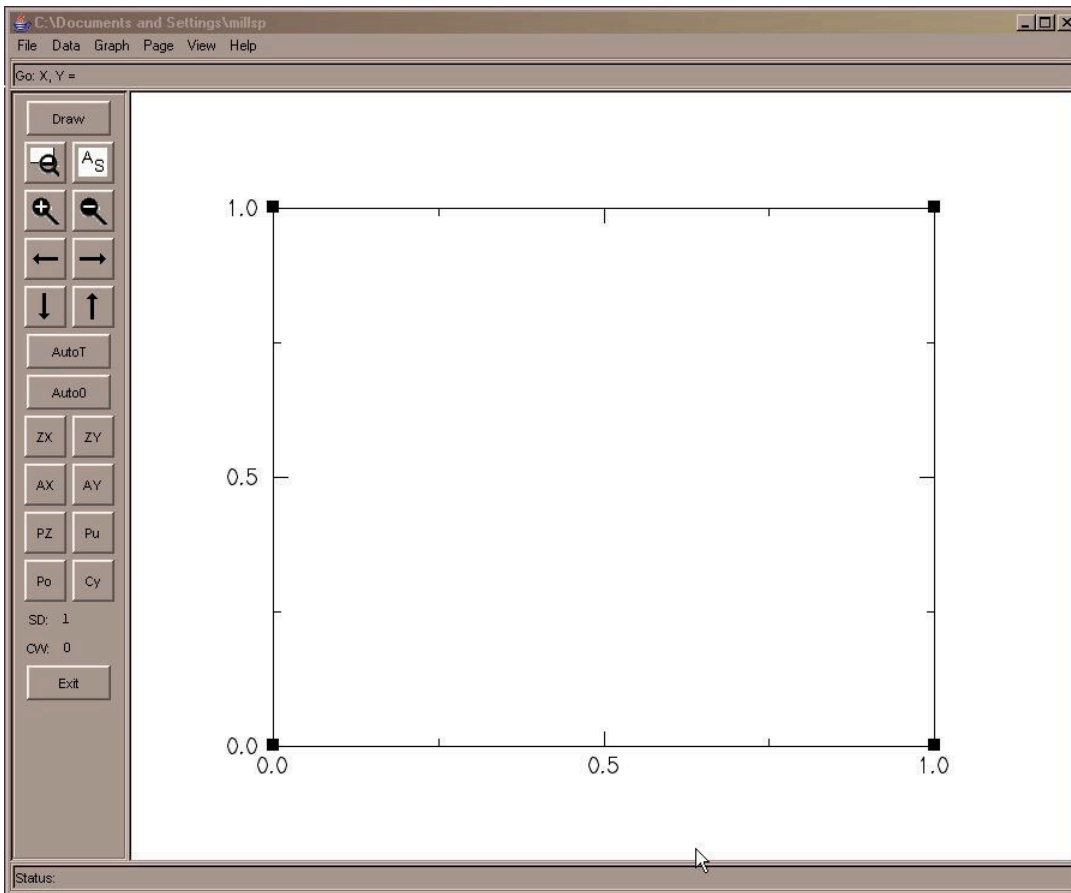 C:\Documents and Settings\millsp
File Data Graph Page View Help
Go: X, Y =
Draw
AS
AutoT
Auto0
ZX ZY
AX AY
PZ Pu
Po Cy
SD: 1
CW: 0
Exit
1.0
0.5
0.0
0.0 0.5 1.0
Status: